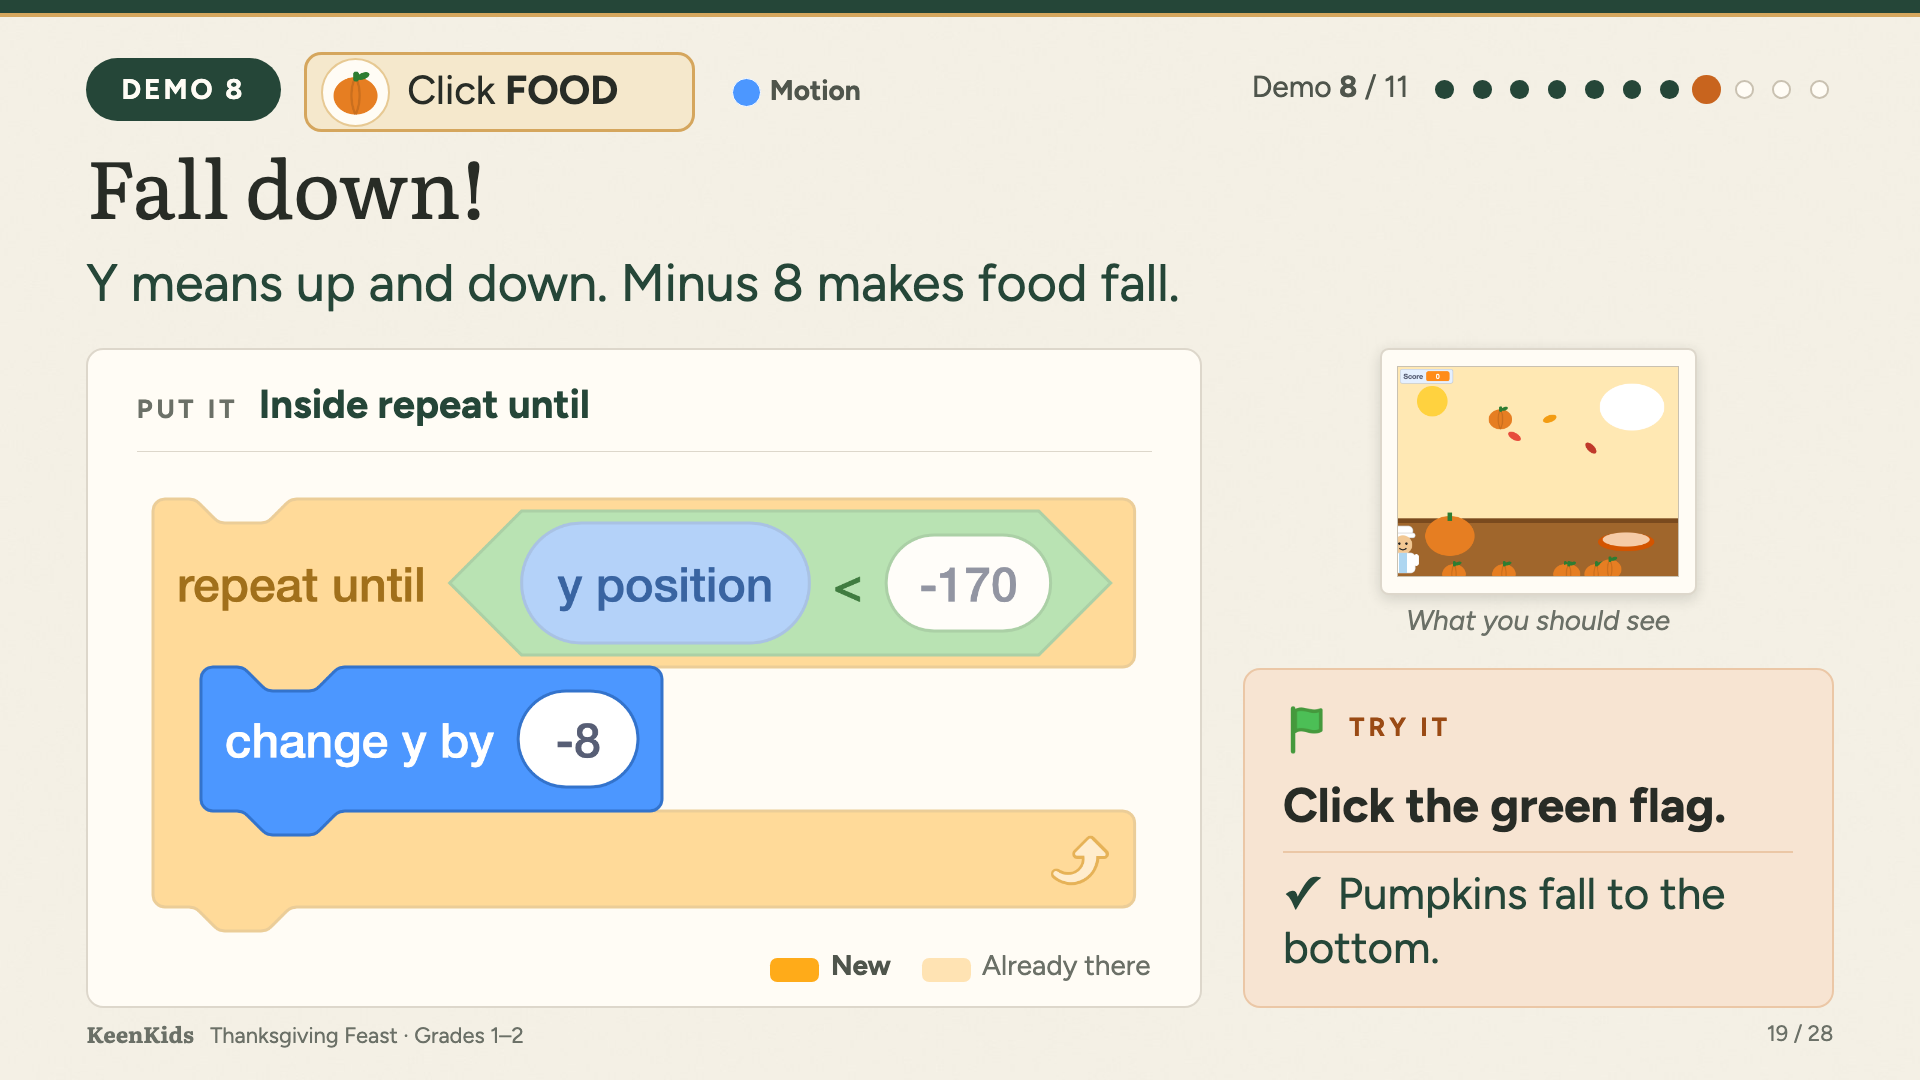 DEMO 8
Click FOOD
Motion
Demo 8 / 11
Fall down!
Y means up and down. Minus 8 makes food fall.
PUT IT Inside repeat until
repeat until y position < -170
change y by -8
New Already there
Score 0
What you should see
TRY IT
Click the green flag.
✓ Pumpkins fall to the
bottom.
KeenKids Thanksgiving Feast · Grades 1–2
19 / 28